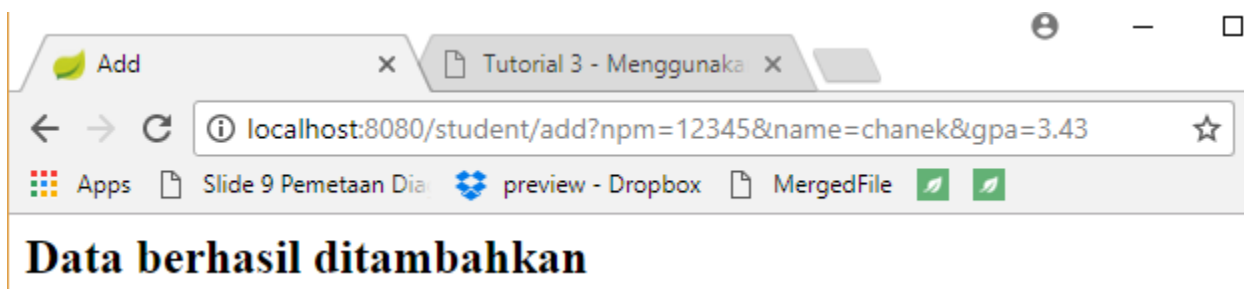 Add
Tutorial 3 - Menggunaka
localhost:8080/student/add?npm=12345&name=chanek&gpa=3.43
Apps Slide 9 Pemetaan Dia preview - Dropbox MergedFile
Data berhasil ditambahkan